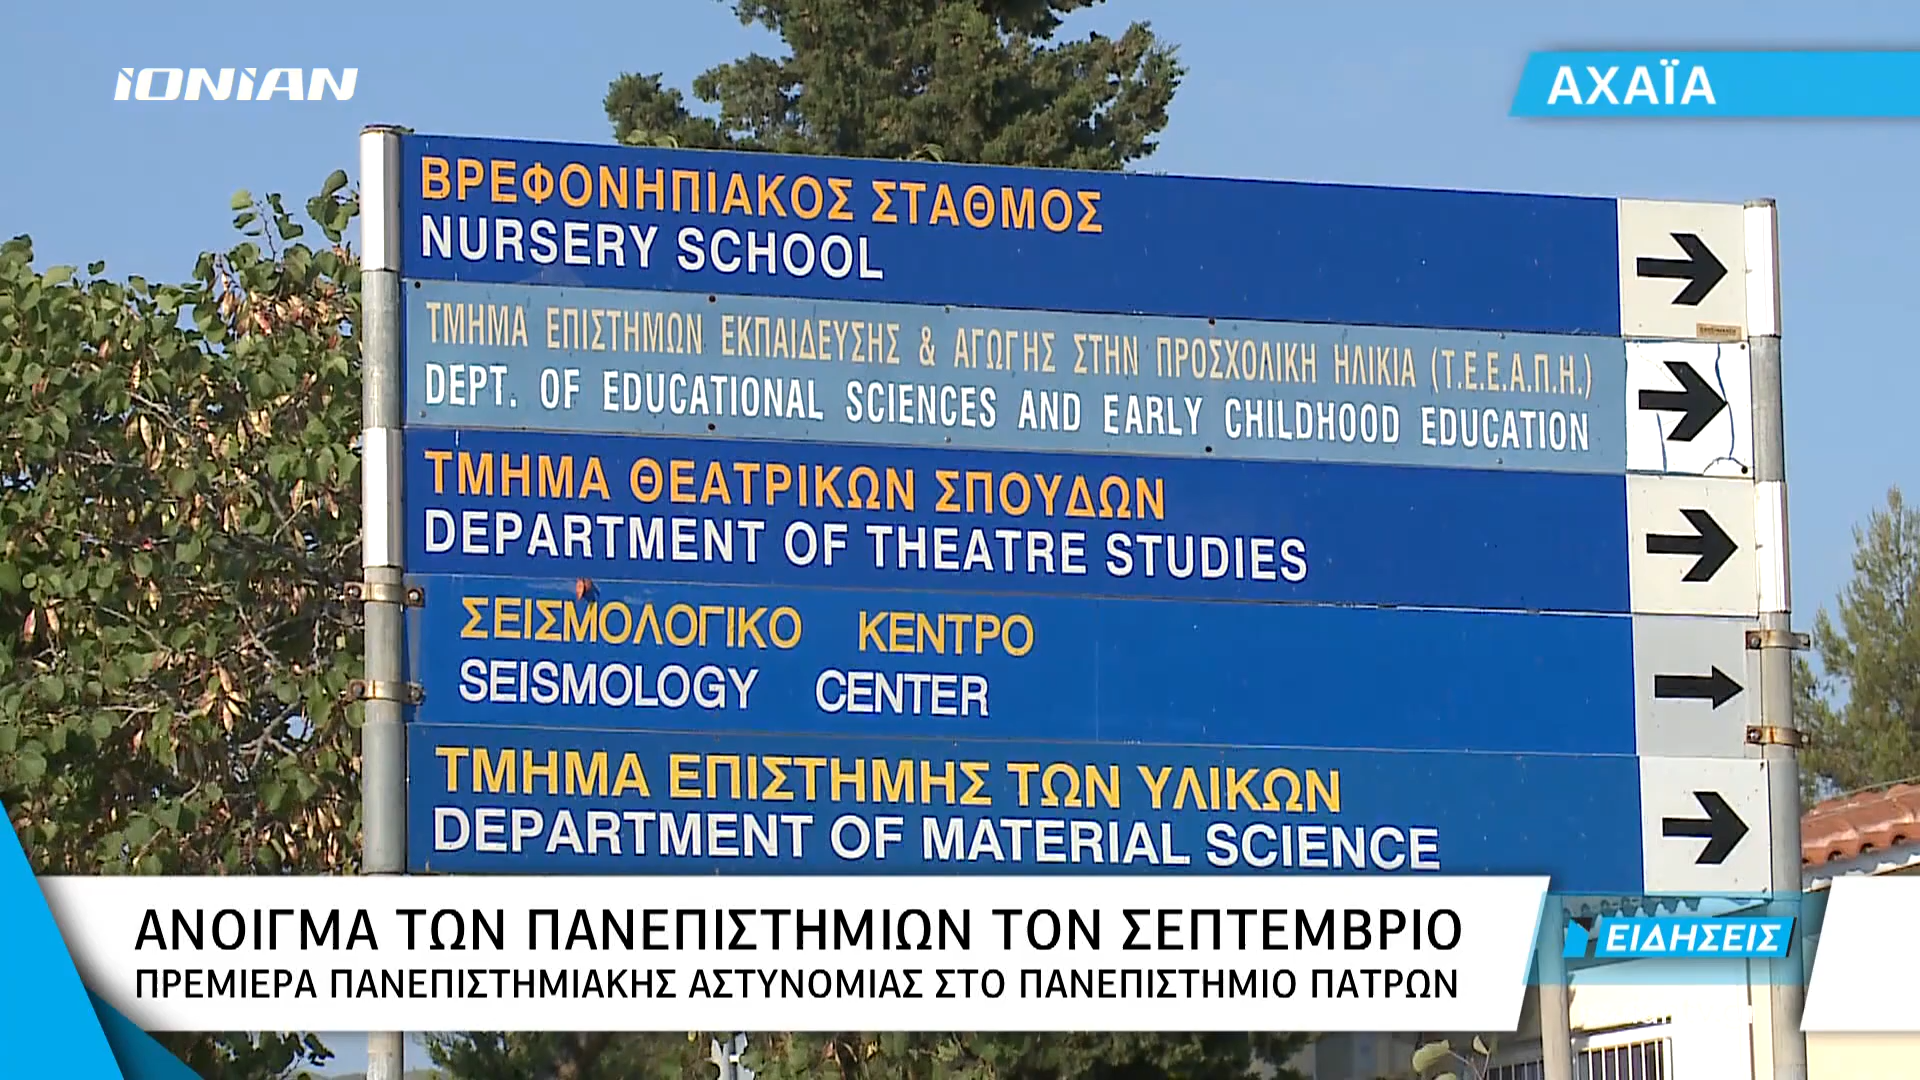 IONIAN
ΑΧΑΪΑ
ΒΡΕΦΟΝΗΠΙΑΚΟΣ ΣΤΑΘΜΟΣ
NURSERY SCHOOL
ΤΜΗΜΑ ΕΠΙΣΤΗΜΩΝ ΕΚΠΑΙΔΕΥΣΗΣ & ΑΓΩΓΗΣ ΣΤΗΝ ΠΡΟΣΧΟΛΙΚΗ ΗΛΙΚΙΑ (Τ.Ε.Ε.Α.Π.Η.)
DEPT. OF EDUCATIONAL SCIENCES AND EARLY CHILDHOOD EDUCATION
ΤΜΗΜΑ ΘΕΑΤΡΙΚΩΝ ΣΠΟΥΔΩΝ
DEPARTMENT OF THEATRE STUDIES
ΣΕΙΣΜΟΛΟΓΙΚΟ ΚΕΝΤΡΟ
SEISMOLOGY CENTER
ΤΜΗΜΑ ΕΠΙΣΤΗΜΗΣ ΤΩΝ ΥΛΙΚΩΝ
DEPARTMENT OF MATERIAL SCIENCE
ΑΝΟΙΓΜΑ ΤΩΝ ΠΑΝΕΠΙΣΤΗΜΙΩΝ ΤΟΝ ΣΕΠΤΕΜΒΡΙΟ
ΠΡΕΜΙΕΡΑ ΠΑΝΕΠΙΣΤΗΜΙΑΚΗΣ ΑΣΤΥΝΟΜΙΑΣ ΣΤΟ ΠΑΝΕΠΙΣΤΗΜΙΟ ΠΑΤΡΩΝ
ΕΙΔΗΣΕΙΣ